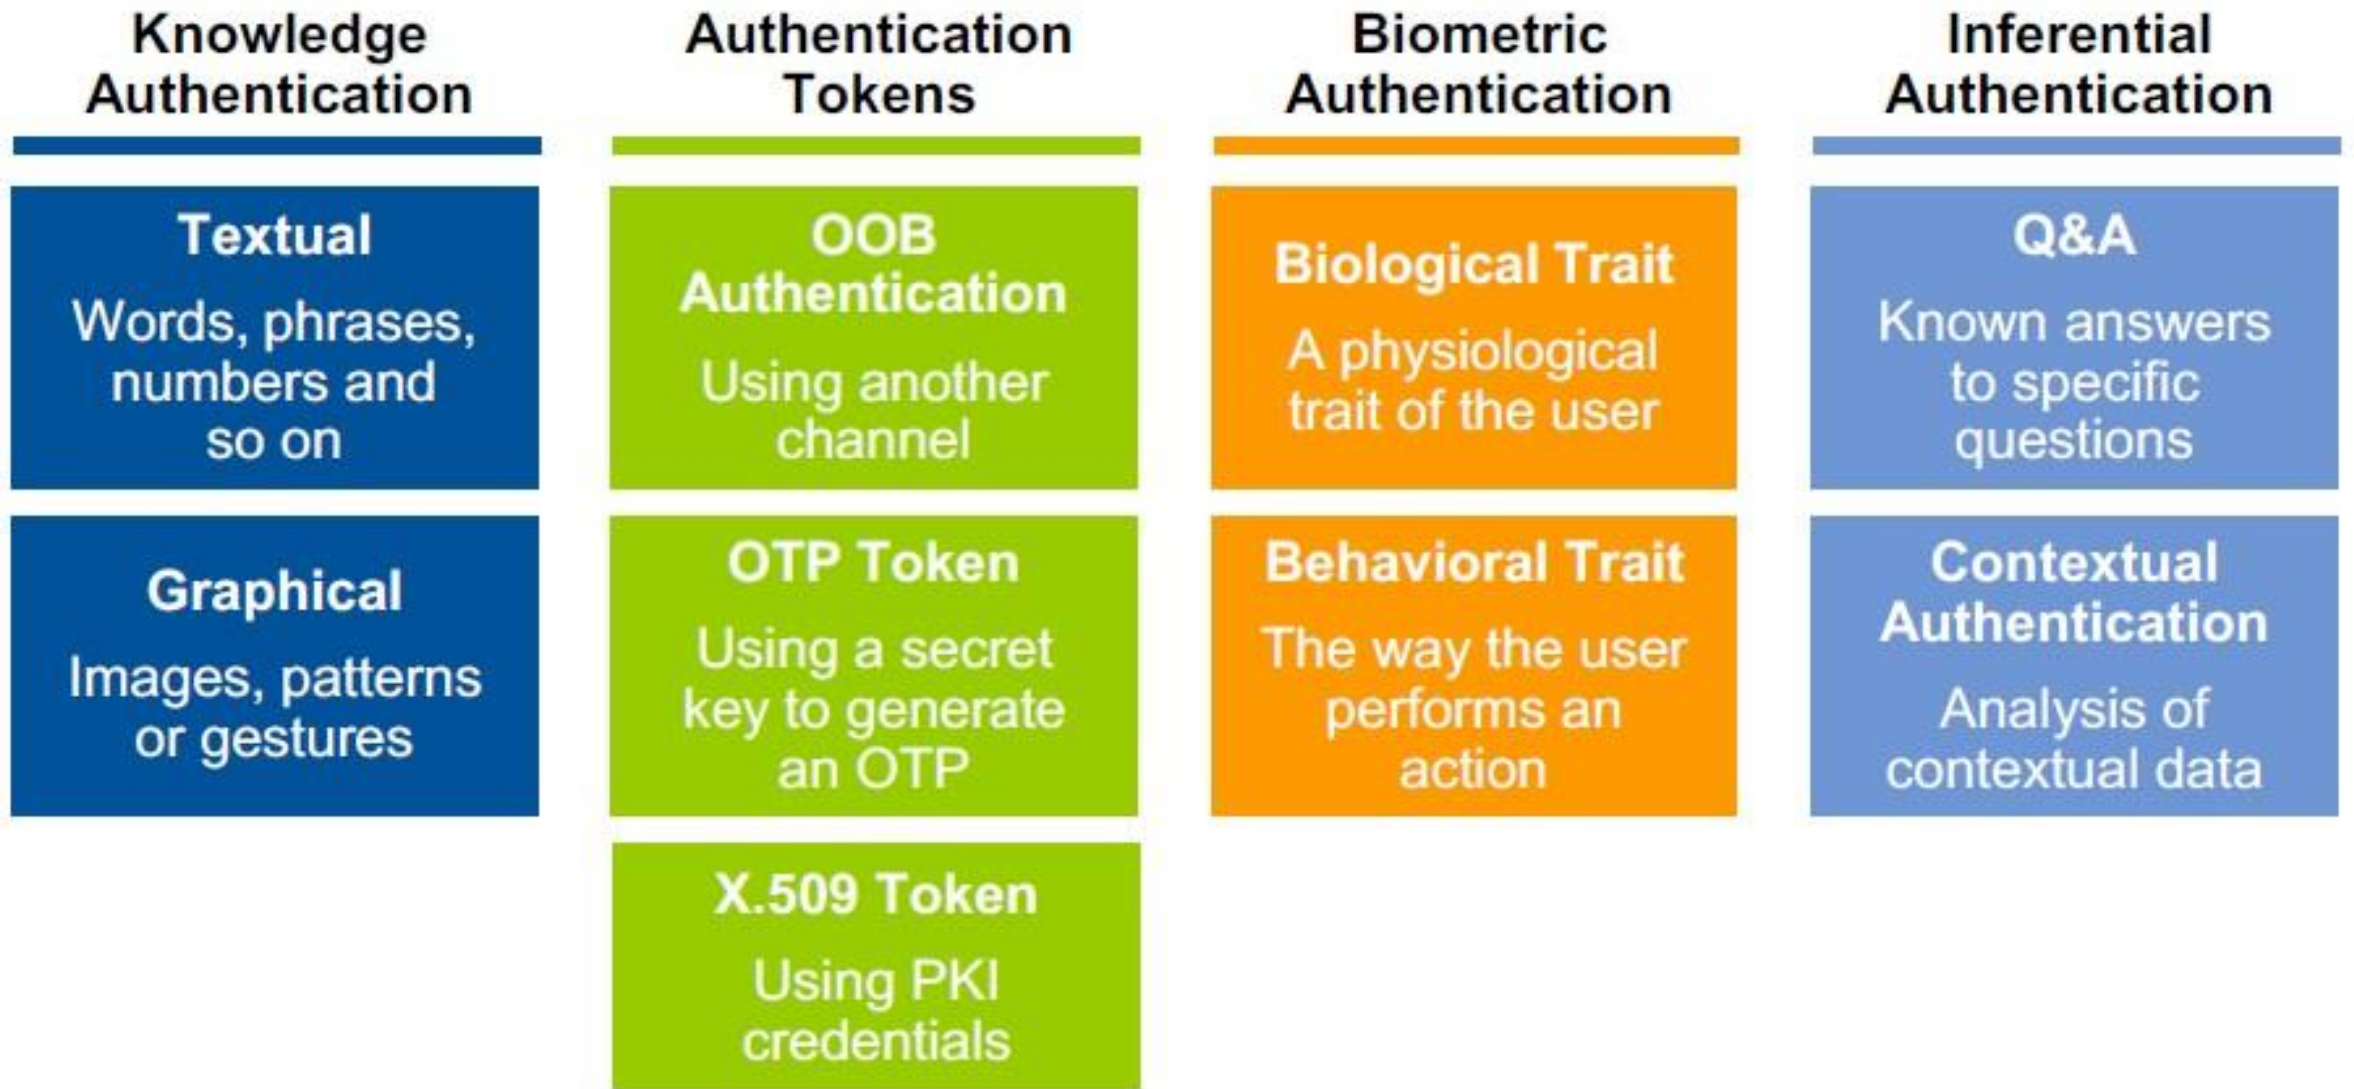 Knowledge
Authentication
Textual
Words, phrases,
numbers and
so on
Graphical
Images, patterns
or gestures
Authentication
Tokens
OOB
Authentication
Using another
channel
OTP Token
Using a secret
key to generate
an OTP
X.509 Token
Using PKI
credentials
Biometric
Authentication
Biological Trait
A physiological
trait of the user
Behavioral Trait
The way the user
performs an
action
Inferential
Authentication
Q&A
Known answers
to specific
questions
Contextual
Authentication
Analysis of
contextual data